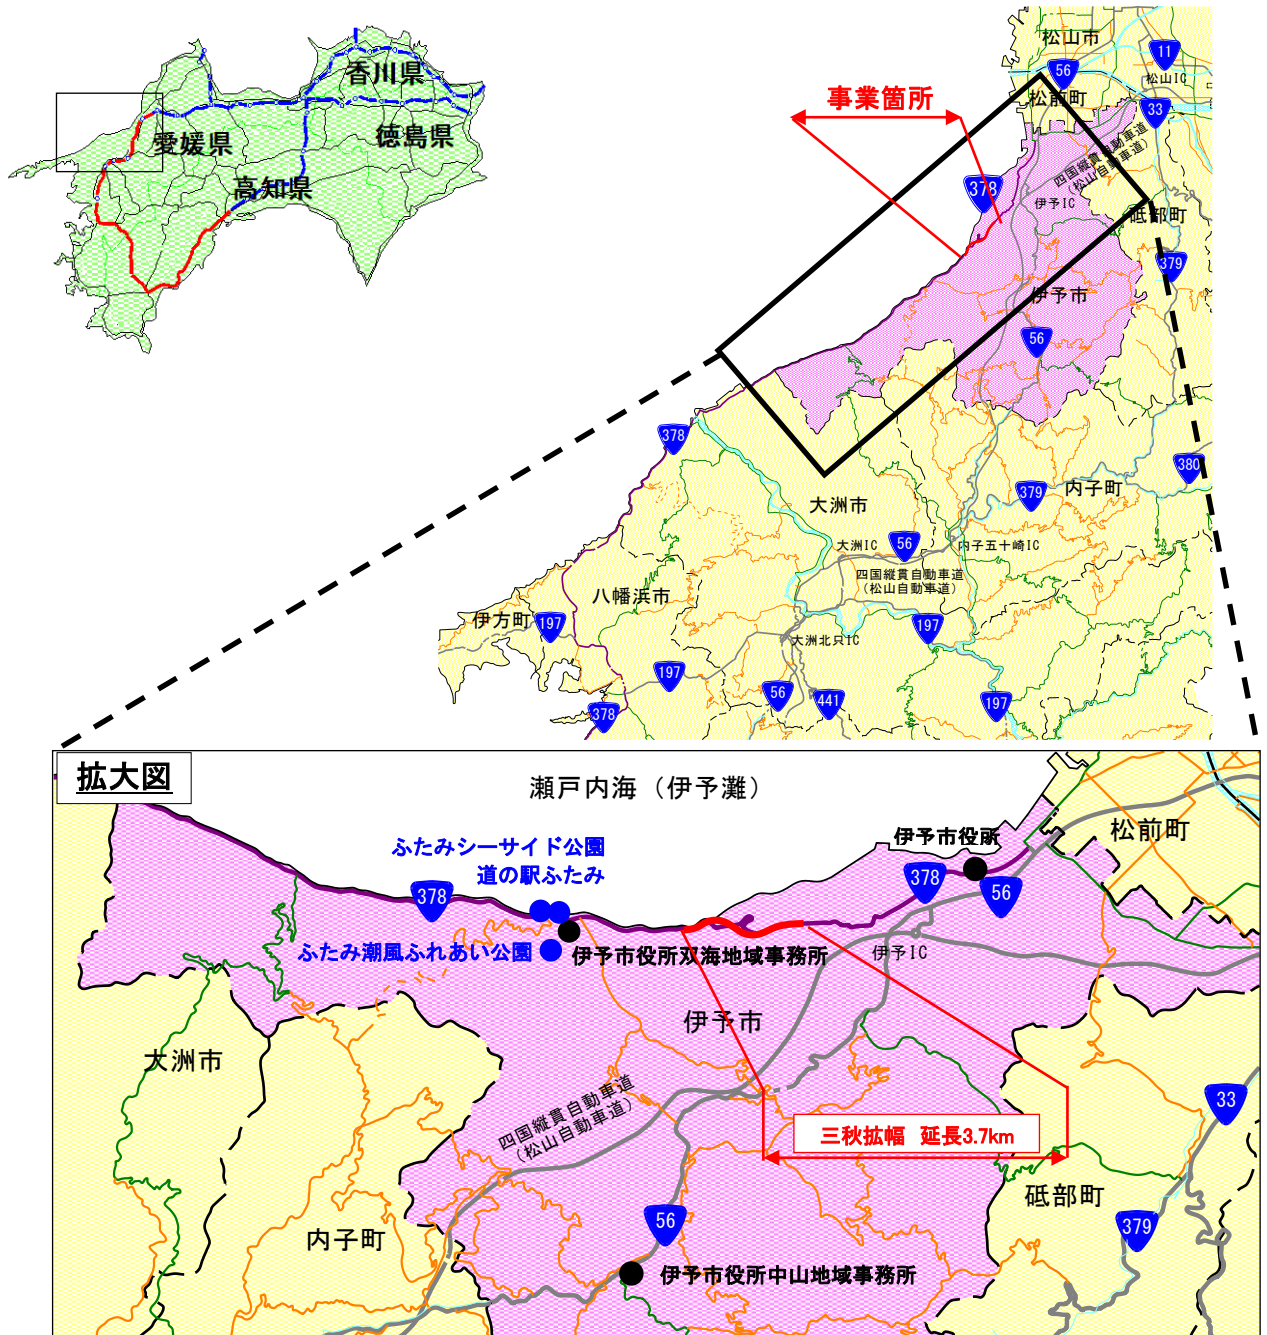 香川県
徳島県
愛媛県
高知県
事業箇所
松山市
11
56
松山IC
松前町
33
四国縦貫自動車道
(松山自動車道)
378
伊予IC
砥部町
379
伊予市
56
378
380
379
内子町
大洲市
大洲IC
56
内子五十崎IC
四国縦貫自動車道
(松山自動車道)
八幡浜市
伊方町
197
197
大洲北只IC
197
56
441
197
378
拡大図
瀬戸内海（伊予灘）
伊予市役所
松前町
ふたみシーサイド公園
道の駅ふたみ
378
378
56
ふたみ潮風ふれあい公園
伊予市役所双海地域事務所
伊予IC
伊予市
大洲市
四国縦貫自動車道
(松山自動車道)
33
三秋拡幅 延長3.7km
砥部町
56
379
内子町
伊予市役所中山地域事務所